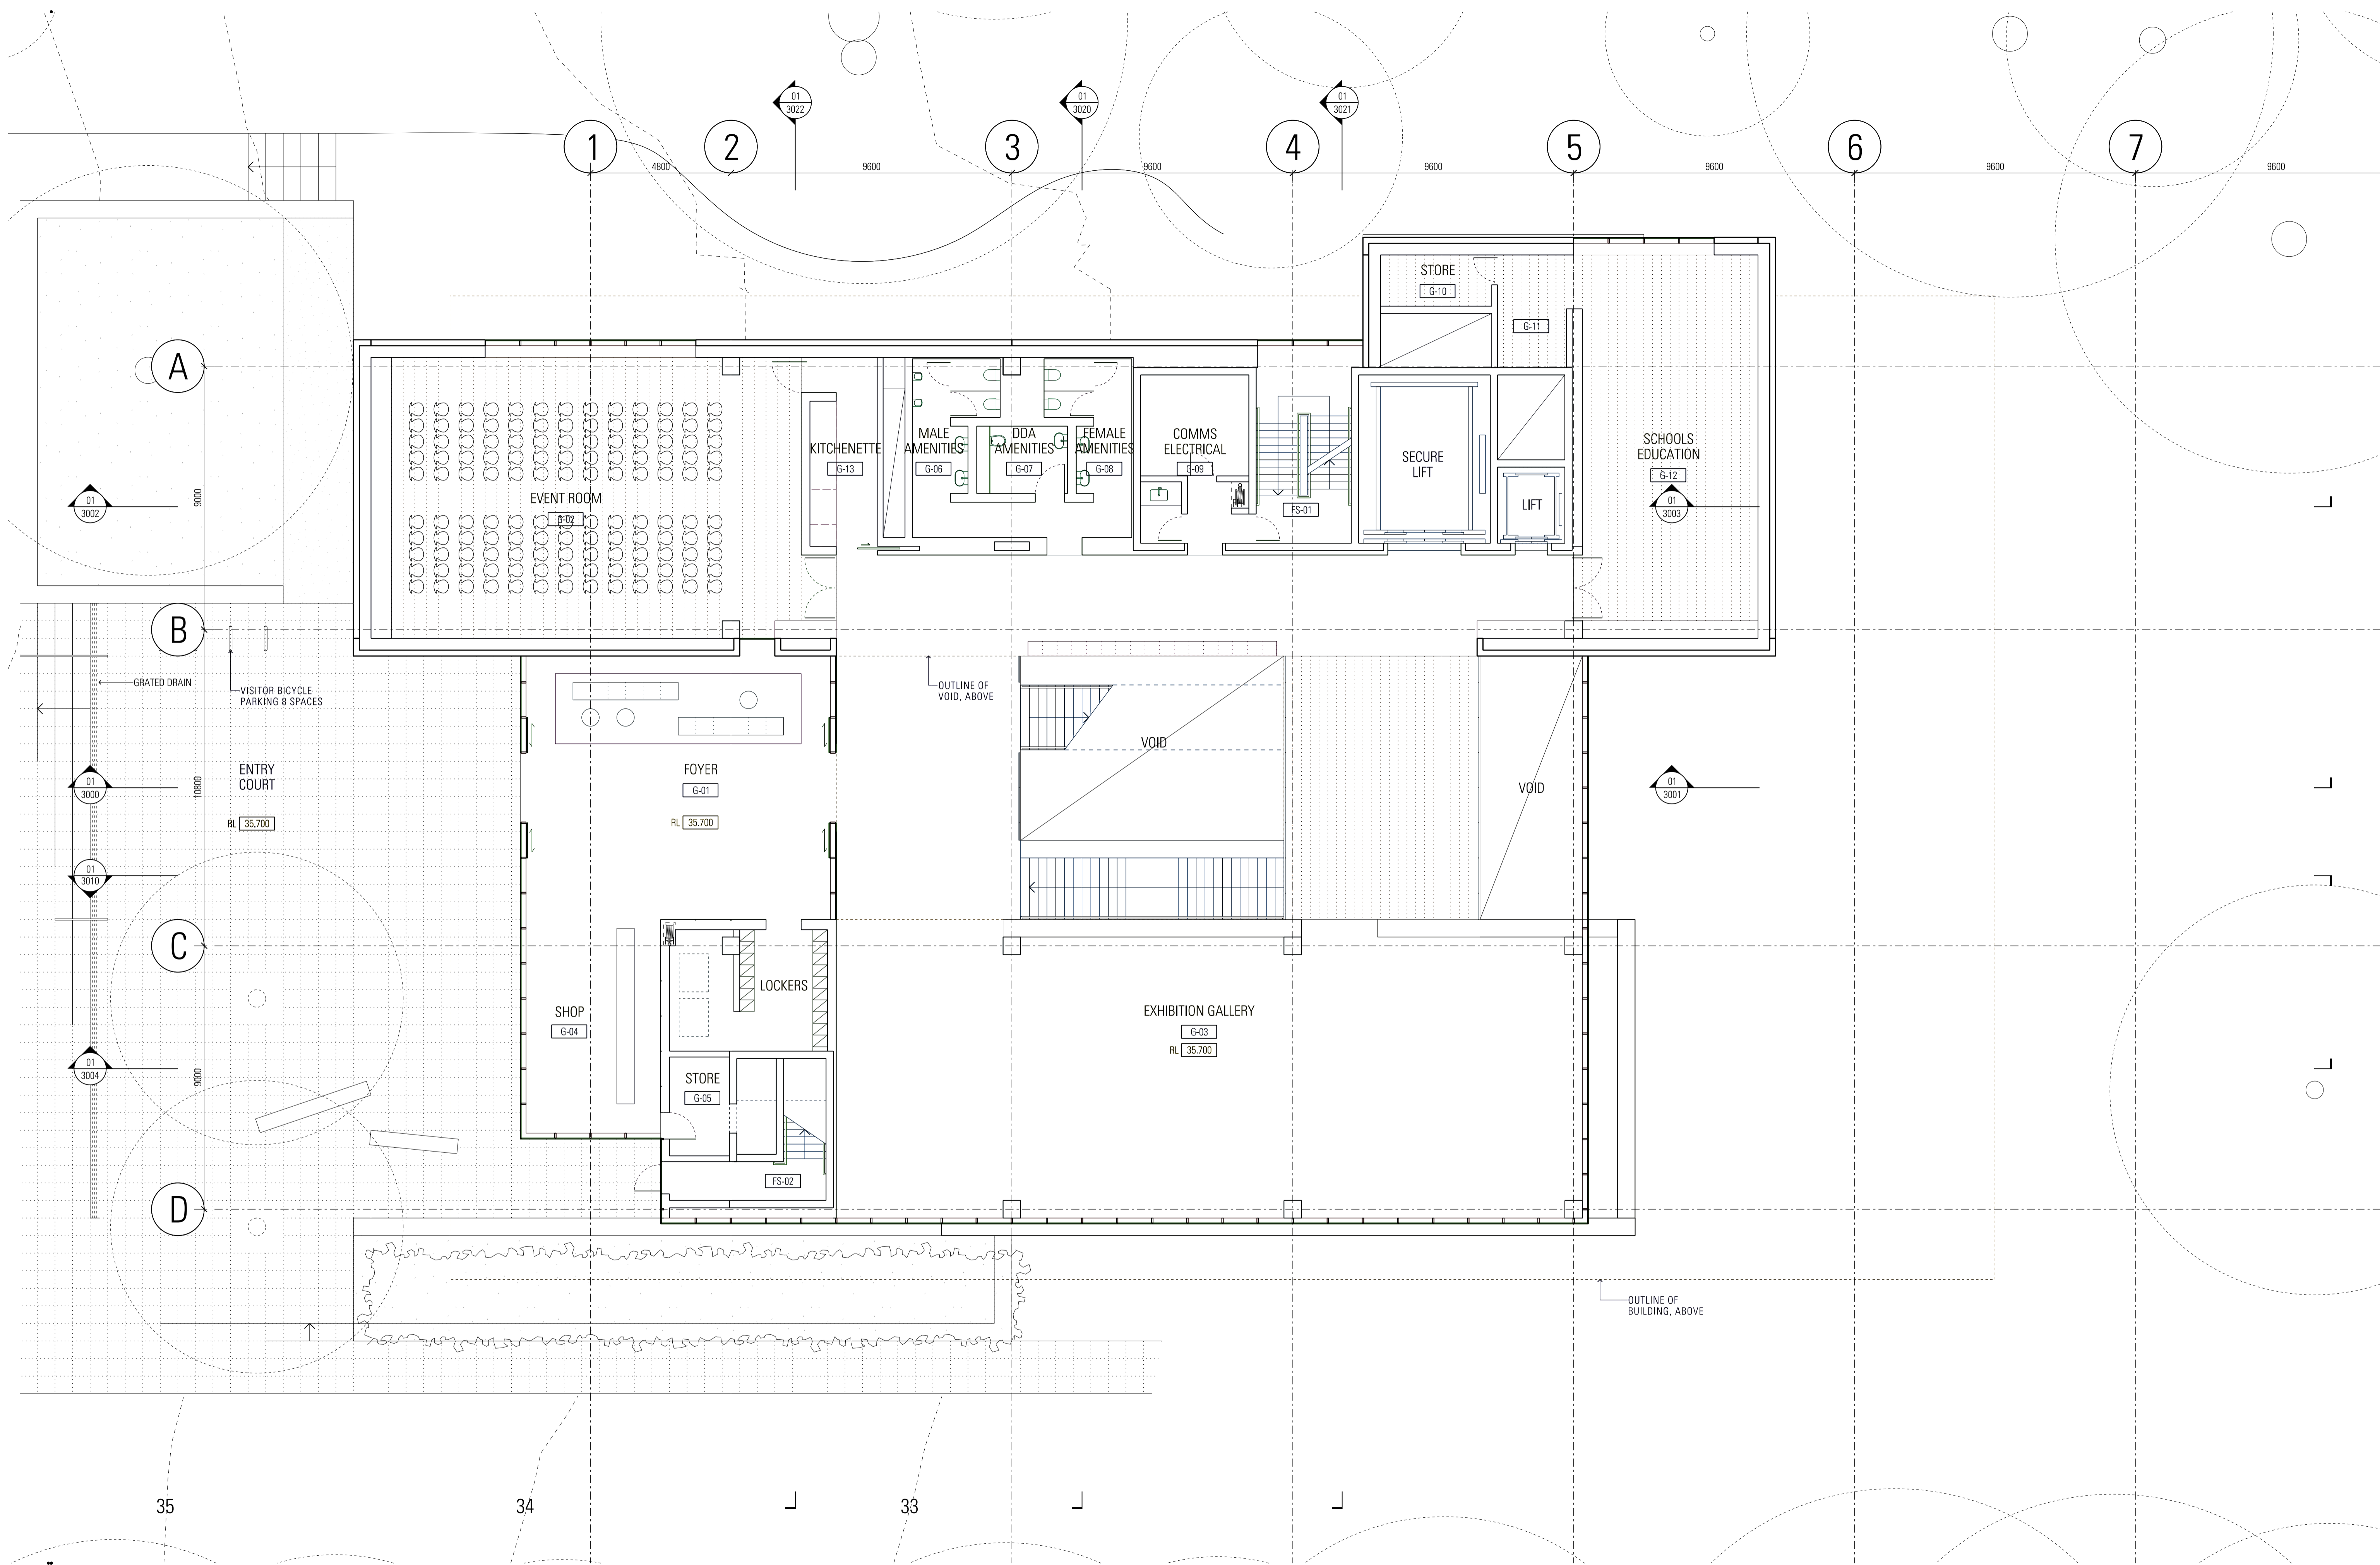 01
3022
01
3020
01
3021
1
2
3
4
5
6
7
4800
9600
9600
9600
9600
9600
9600
STORE
G-10
G-11
A
KITCHENETTE
G-13
MALE
AMENITIES
G-06
DDA
AMENITIES
G-07
FEMALE
AMENITIES
G-08
COMMS
ELECTRICAL
G-09
SECURE
LIFT
SCHOOLS
EDUCATION
G-12
01
3002
9000
EVENT ROOM
G-02
FS-01
LIFT
01
3003
B
GRATED DRAIN
VISITOR BICYCLE
PARKING 8 SPACES
OUTLINE OF
VOID, ABOVE
VOID
ENTRY
COURT
RL 35,700
01
3000
10800
FOYER
G-01
RL 35.700
VOID
01
3001
01
3010
C
LOCKERS
SHOP
G-04
EXHIBITION GALLERY
G-03
RL 35.700
01
3004
9000
STORE
G-05
FS-02
D
OUTLINE OF
BUILDING, ABOVE
35
34
33